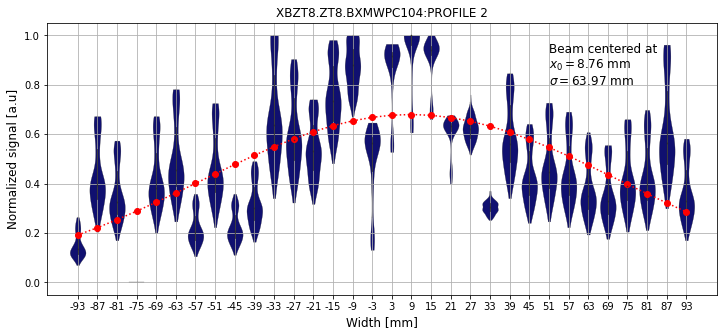 XBZT8.ZT8.BXMWPC104:PROFILE 2
Beam centered at
x₀ = 8.76 mm
σ = 63.97 mm
Normalized signal [a.u]
1.0
0.8
0.6
0.4
0.2
0.0
-93 -87 -81 -75 -69 -63 -57 -51 -45 -39 -33 -27 -21 -15 -9 -3 3 9 15 21 27 33 39 45 51 57 63 69 75 81 87 93
Width [mm]